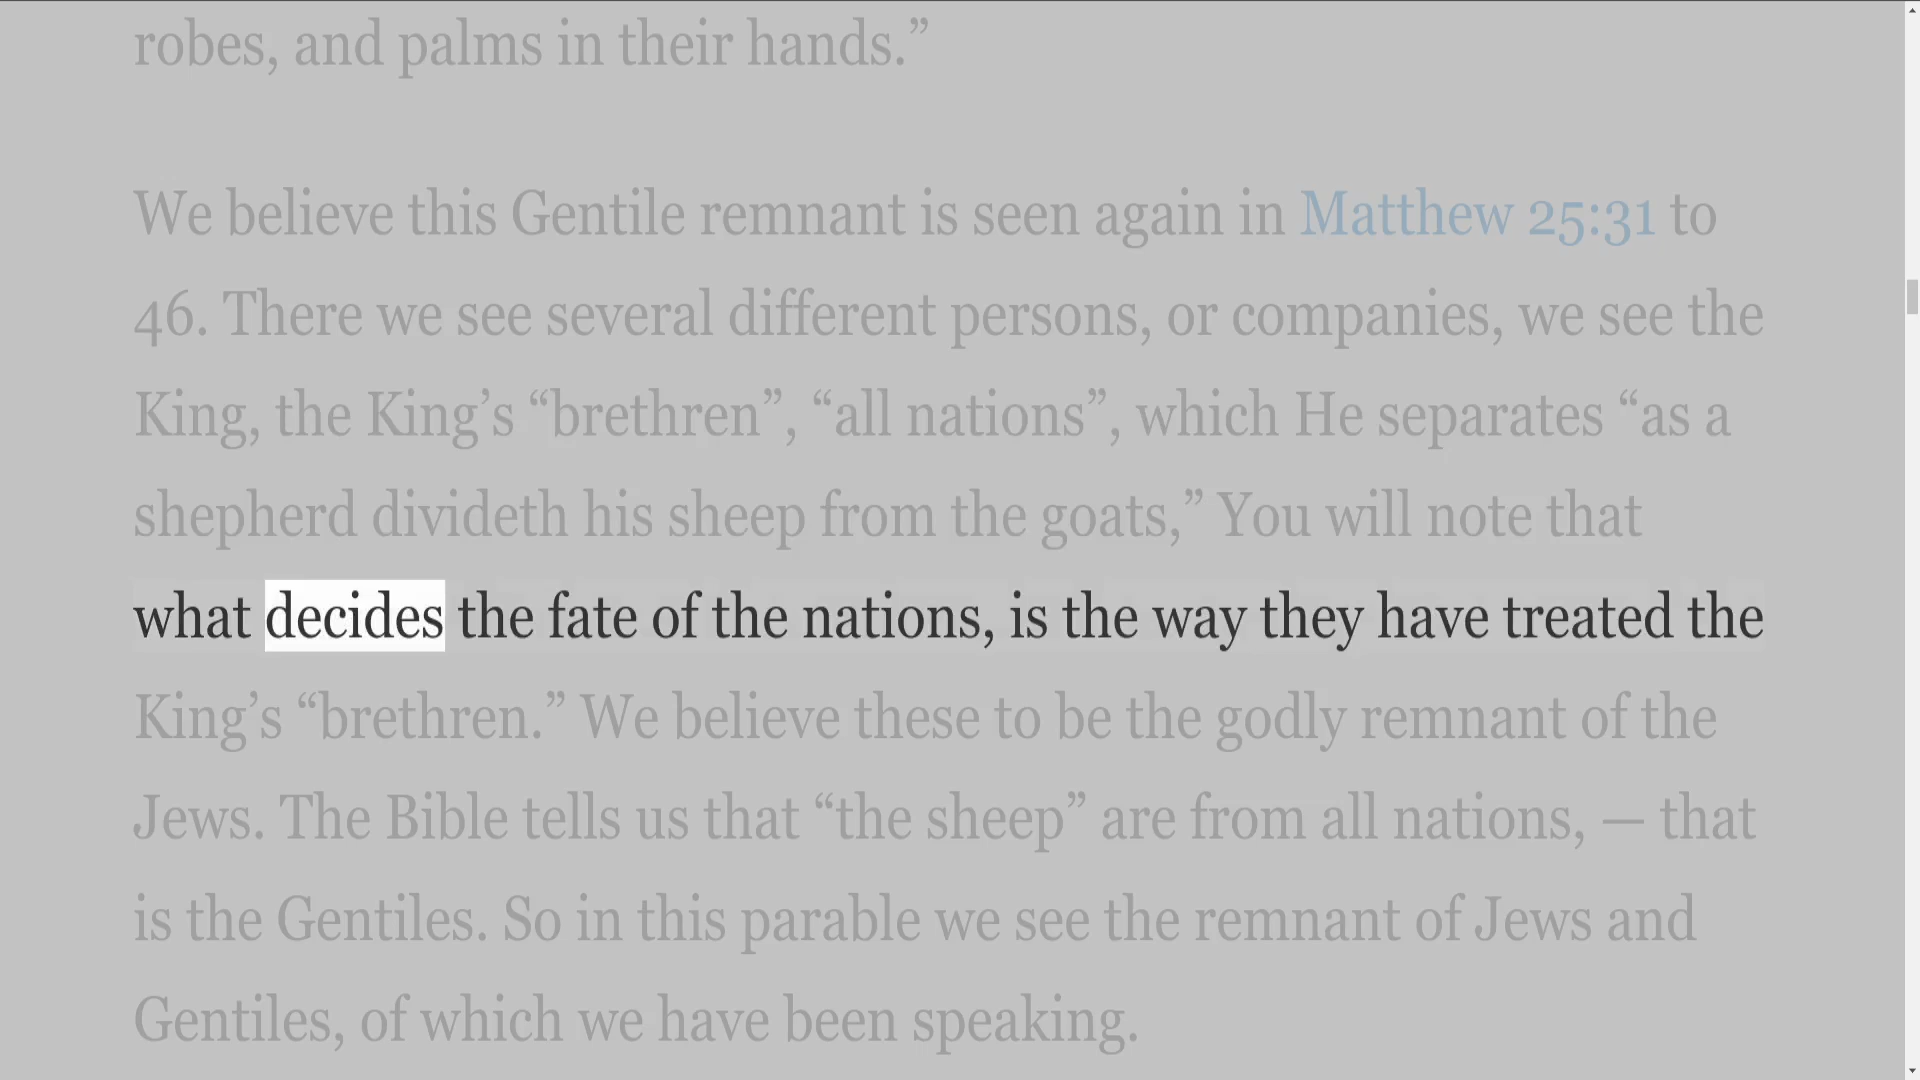 robes, and palms in their hands.”
We believe this Gentile remnant is seen again in Matthew 25:31 to
46. There we see several different persons, or companies, we see the
King, the King’s “brethren”, “all nations”, which He separates “as a
shepherd divideth his sheep from the goats,” You will note that
what decides the fate of the nations, is the way they have treated the
King’s “brethren.” We believe these to be the godly remnant of the
Jews. The Bible tells us that “the sheep” are from all nations, — that
is the Gentiles. So in this parable we see the remnant of Jews and
Gentiles, of which we have been speaking.